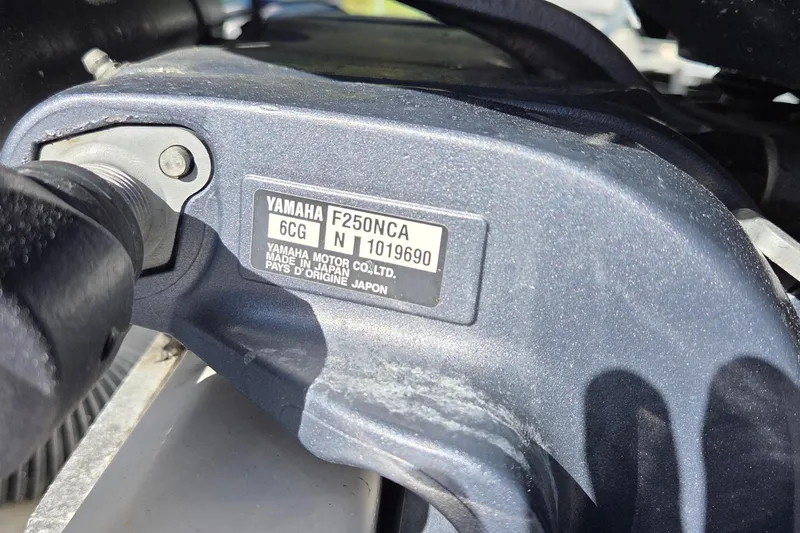 YAMAHA F250NCA
6CG N 1019690
YAMAHA MOTOR CO.,LTD.
MADE IN JAPAN
PAYS D'ORIGINE JAPON